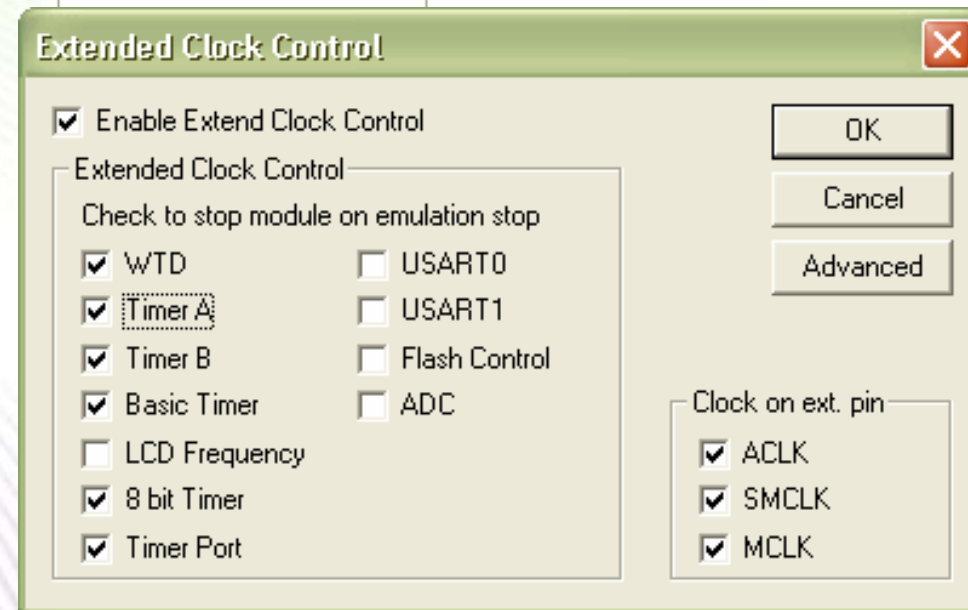 Extended Clock Control
Enable Extend Clock Control
OK
Cancel
Advanced
Extended Clock Control
Check to stop module on emulation stop
WTD
USART0
Timer A
USART1
Timer B
Flash Control
Basic Timer
ADC
LCD Frequency
8 bit Timer
Timer Port
Clock on ext. pin
ACLK
SMCLK
MCLK